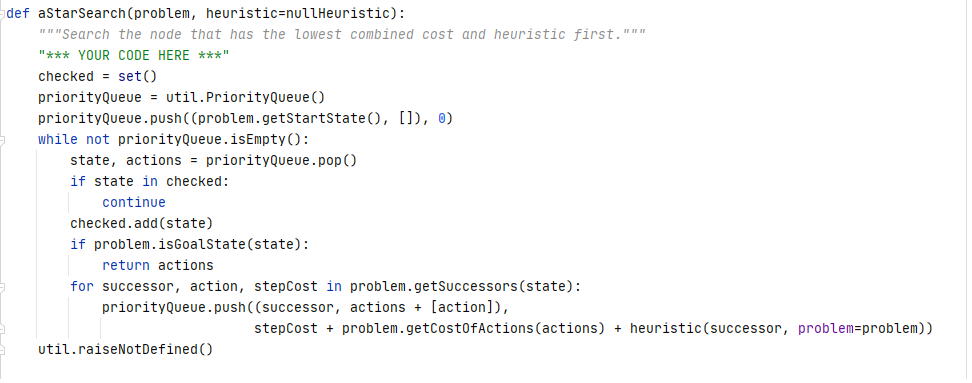 def aStarSearch(problem, heuristic=nullHeuristic):
    """Search the node that has the lowest combined cost and heuristic first."""
    "*** YOUR CODE HERE ***"
    checked = set()
    priorityQueue = util.PriorityQueue()
    priorityQueue.push((problem.getStartState(), []), 0)
    while not priorityQueue.isEmpty():
        state, actions = priorityQueue.pop()
        if state in checked:
            continue
        checked.add(state)
        if problem.isGoalState(state):
            return actions
        for successor, action, stepCost in problem.getSuccessors(state):
            priorityQueue.push((successor, actions + [action]),
                               stepCost + problem.getCostOfActions(actions) + heuristic(successor, problem=problem))
    util.raiseNotDefined()